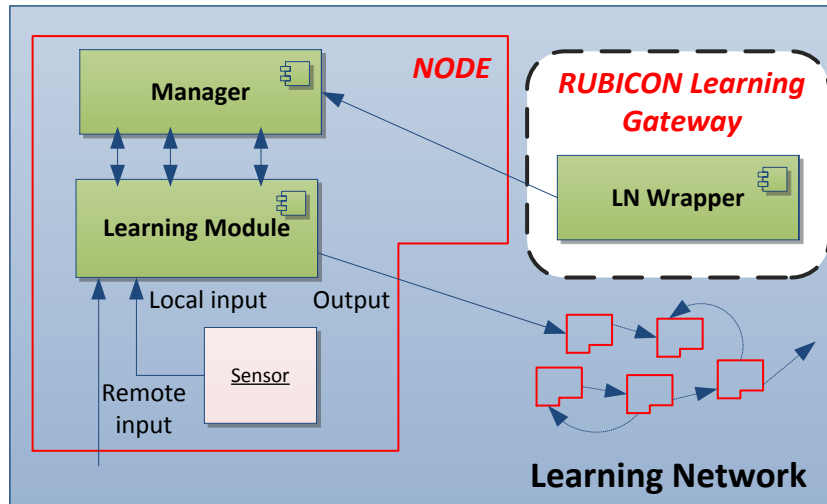 NODE
Manager
Learning Module
Local input
Output
Sensor
Remote
input
RUBICON Learning
Gateway
LN Wrapper
Learning Network